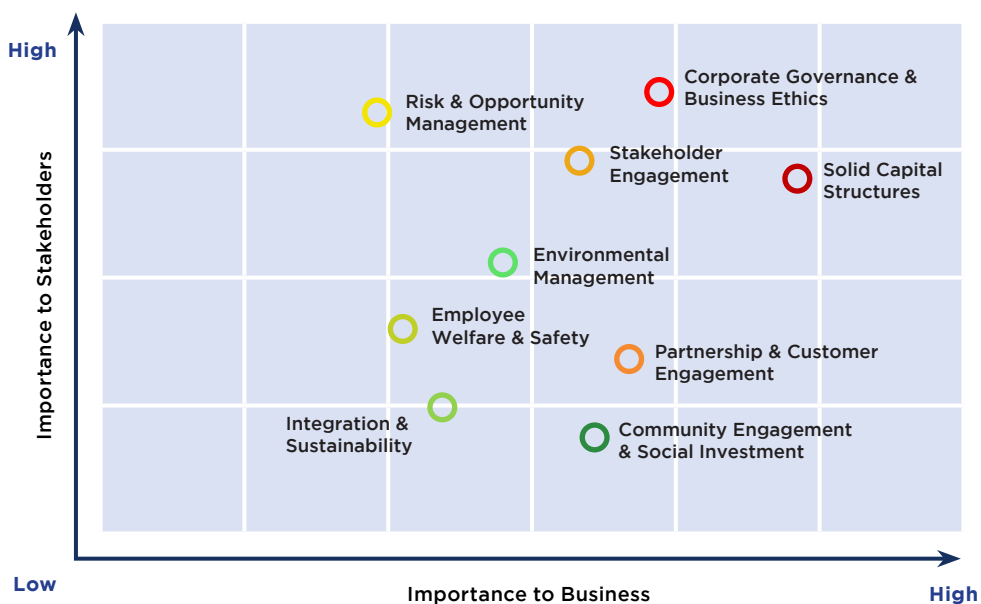 High
Corporate Governance &
Business Ethics
Risk & Opportunity
Management
Stakeholder
Engagement
Solid Capital
Structures
Environmental
Management
Employee
Welfare & Safety
Partnership & Customer
Engagement
Integration &
Sustainability
Community Engagement
& Social Investment
Importance to Stakeholders
Low
Importance to Business
High